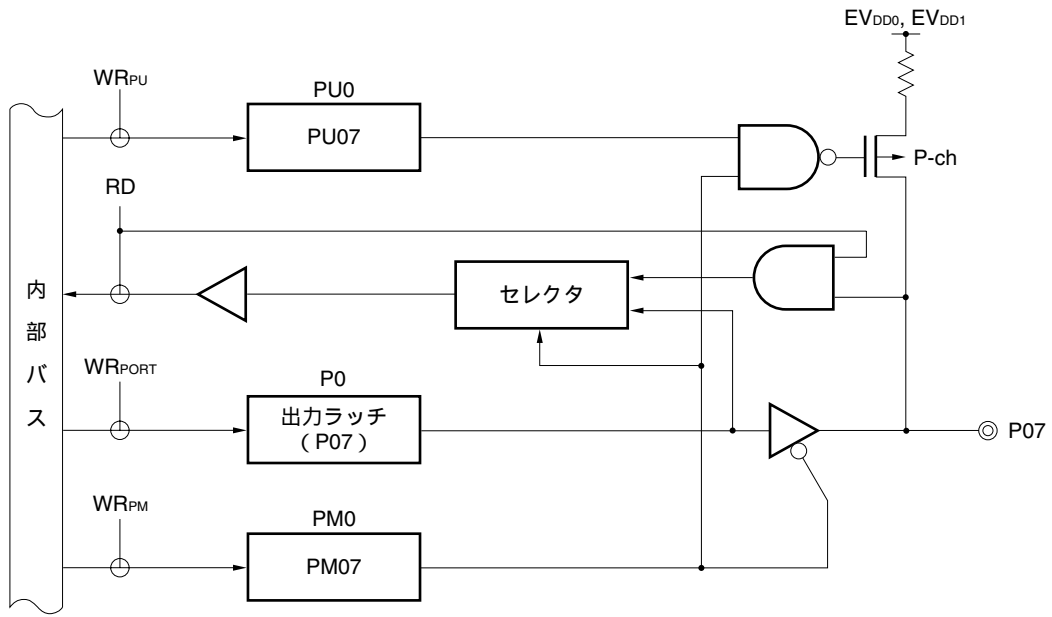 EVDD0, EVDD1
WRPU
PU0
PU07
P-ch
RD
セレクタ
内部バス
WRPORT
P0
出力ラッチ
(P07)
P07
WRPM
PM0
PM07